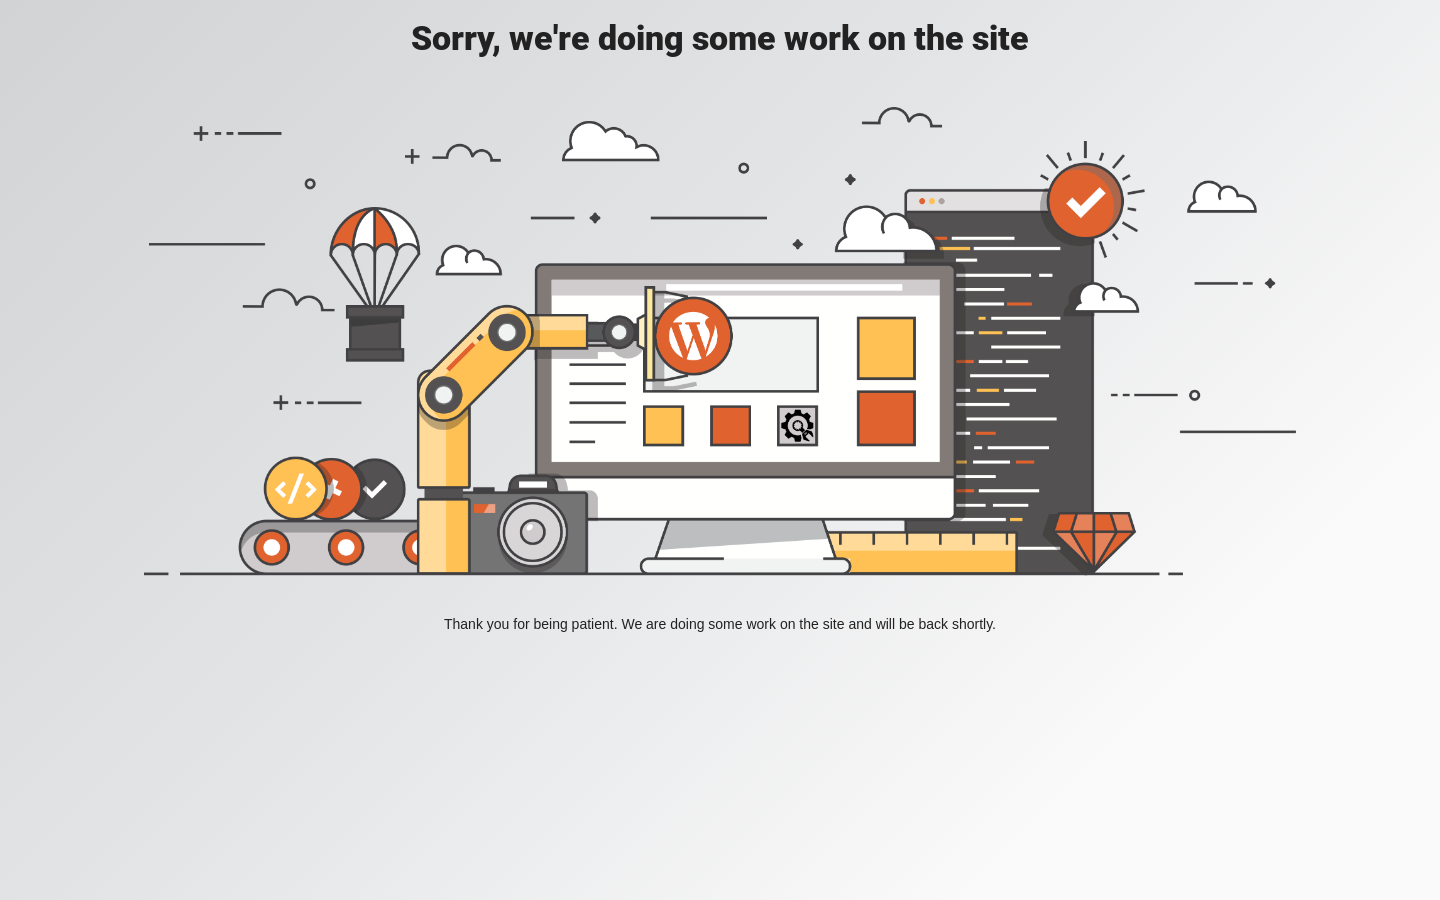 Sorry, we're doing some work on the site
Thank you for being patient. We are doing some work on the site and will be back shortly.